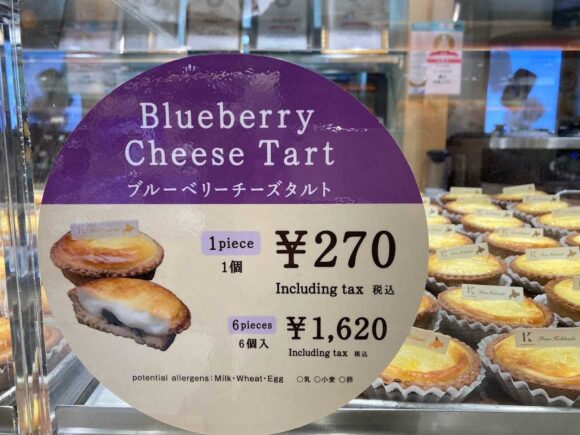 Blueberry
Cheese Tart
ブルーベリーチーズタルト
1piece
1個
¥270
Including tax 税込
6pieces
6個入
¥1,620
Including tax 税込
potential allergens:Milk・Wheat・Egg ○乳 ○小麦 ○卵
K
From Hokkaido